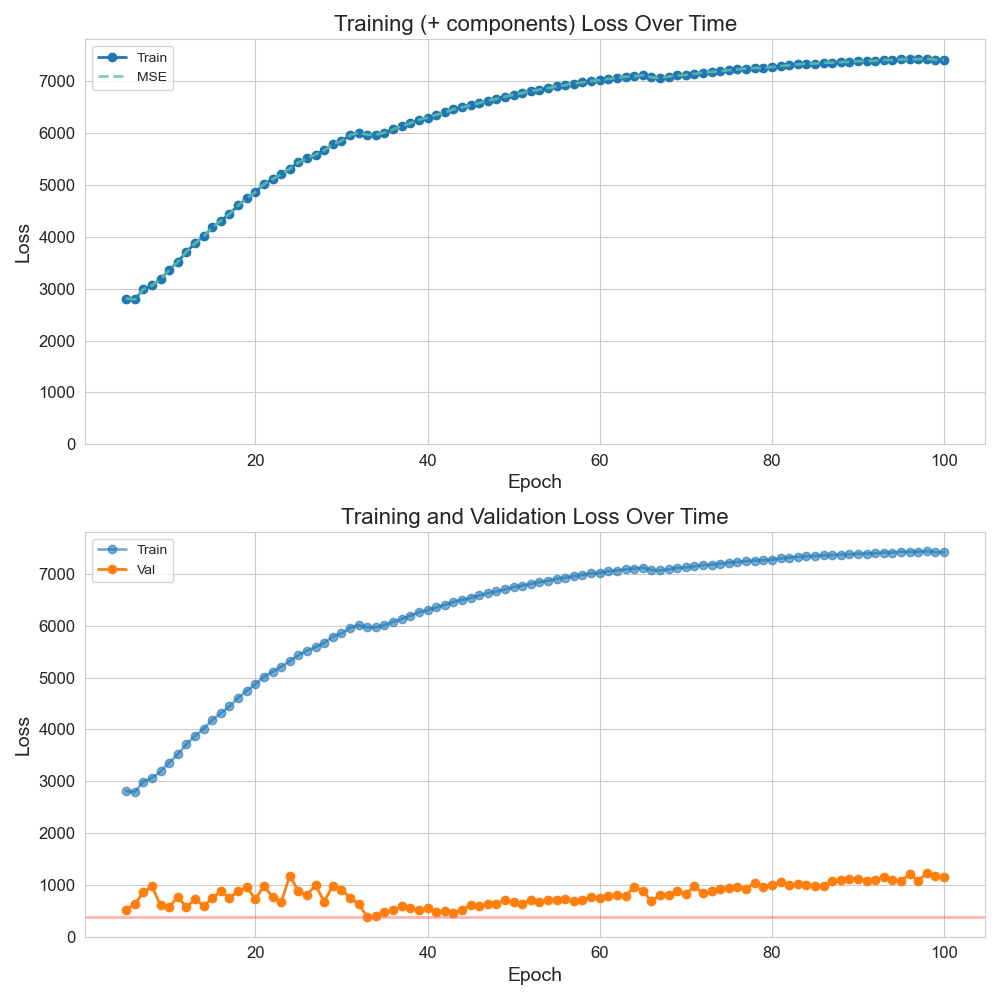 Training (+ components) Loss Over Time
Train
MSE
Loss
7000
6000
5000
4000
3000
2000
1000
0
20 40 60 80 100
Epoch
Training and Validation Loss Over Time
Train
Val
Loss
7000
6000
5000
4000
3000
2000
1000
0
20 40 60 80 100
Epoch